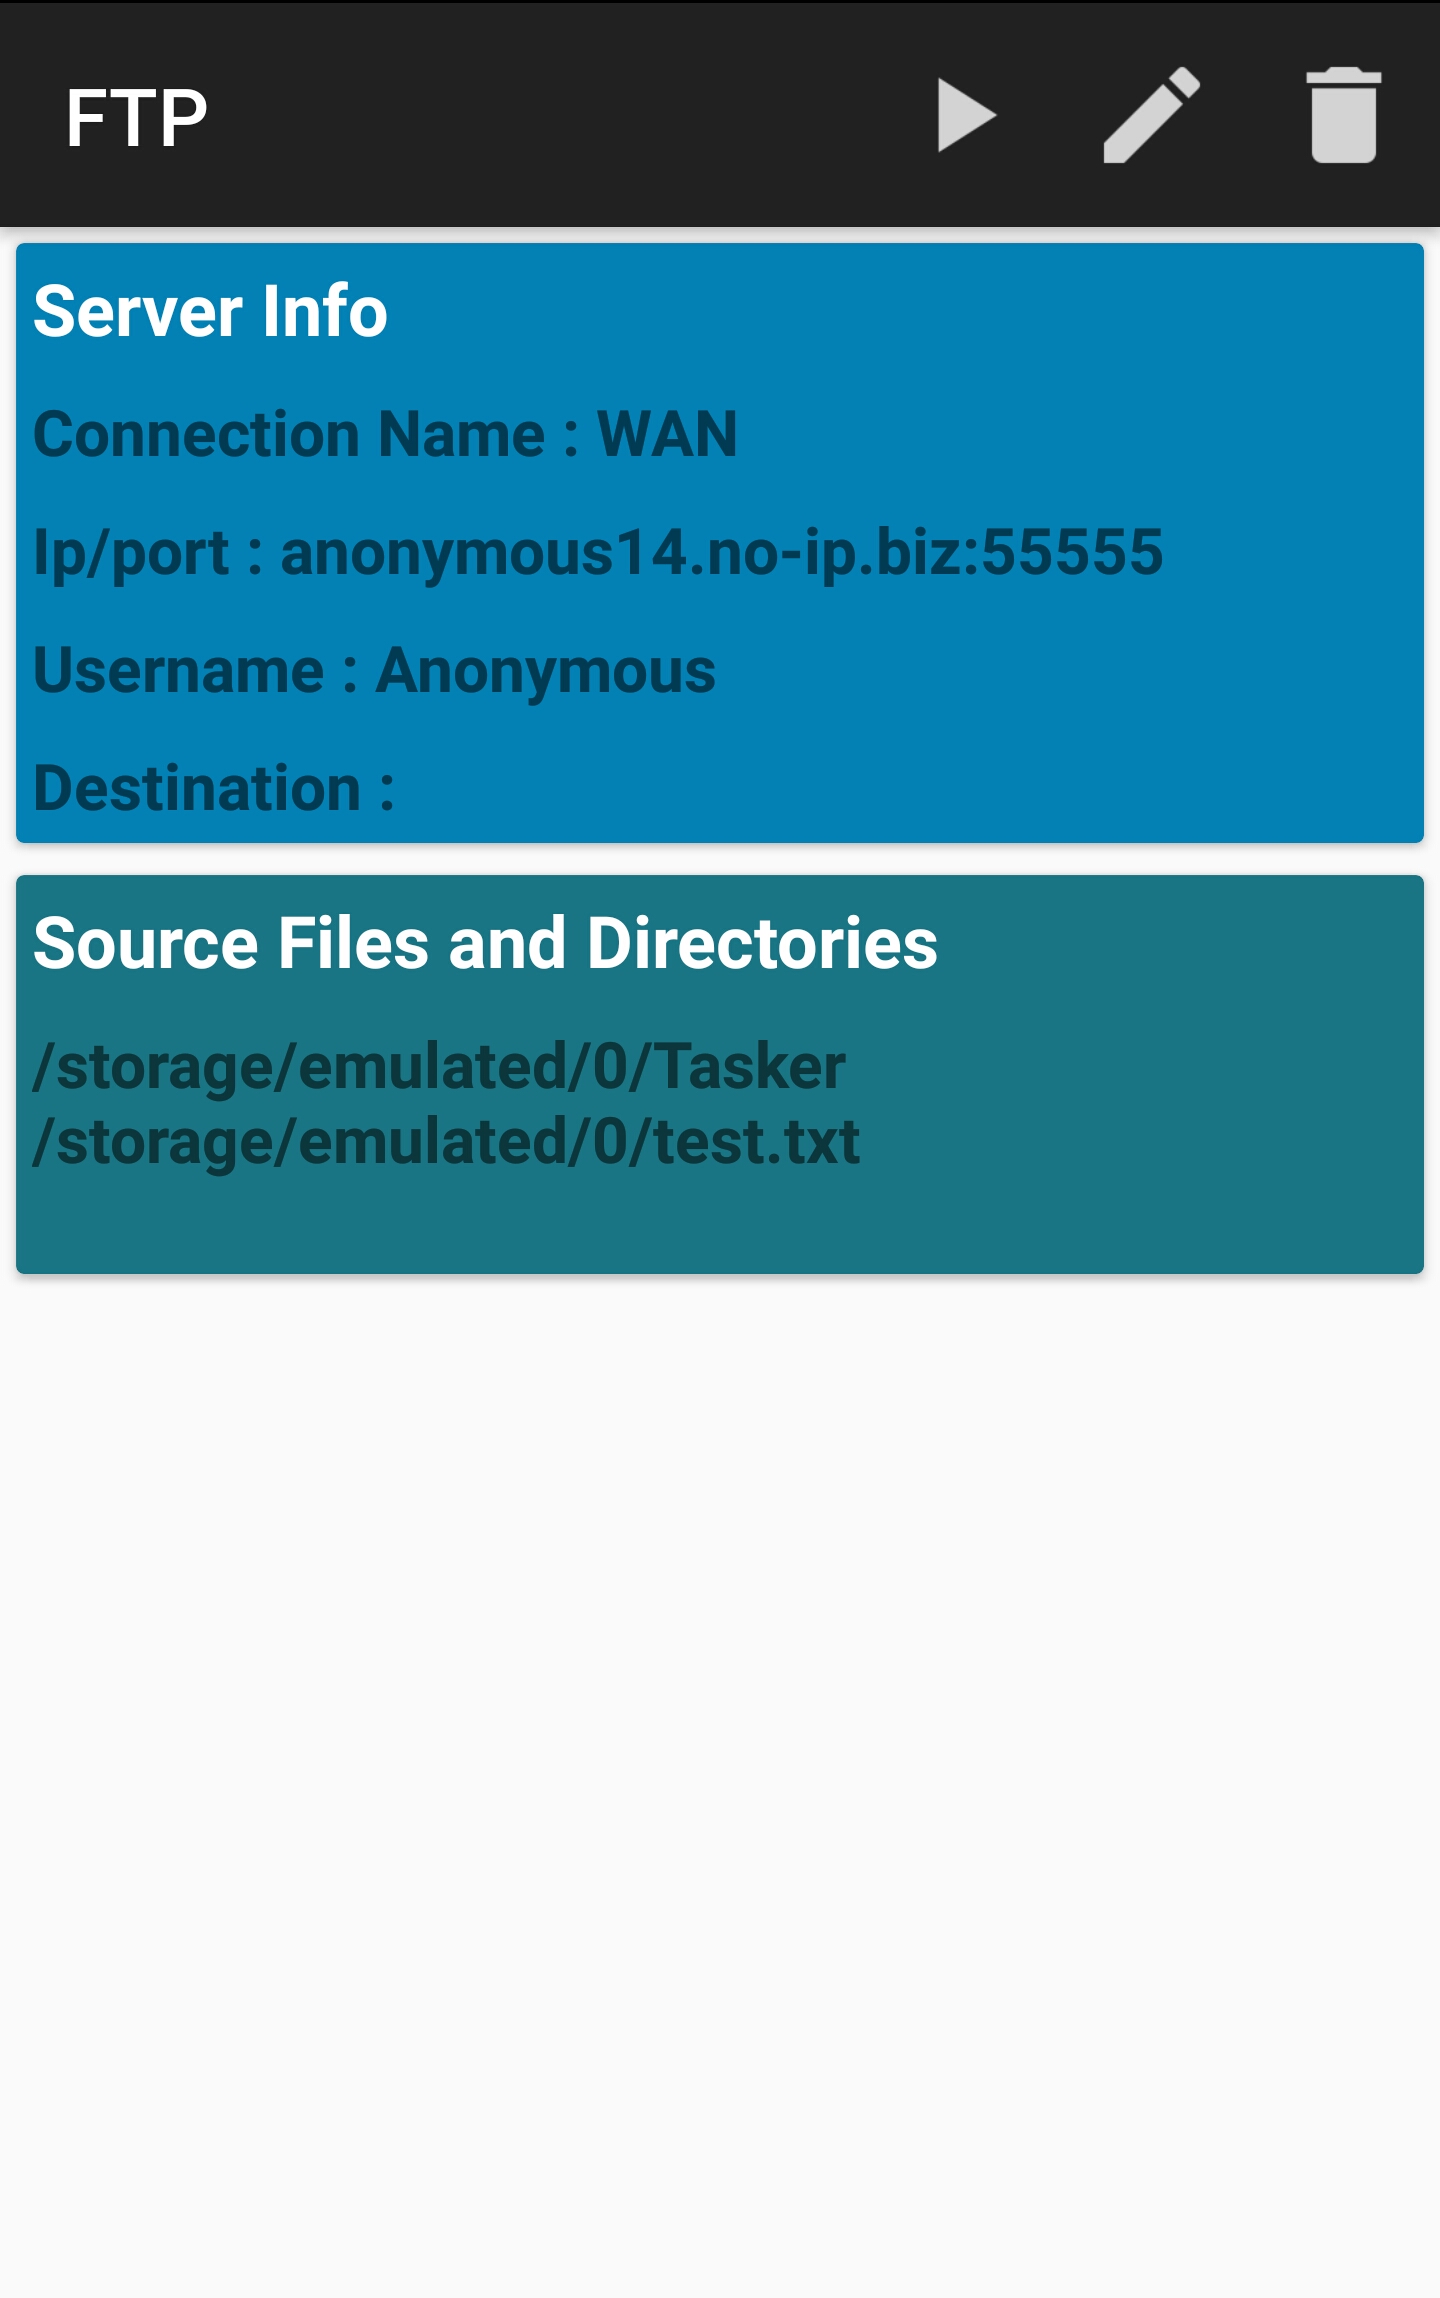 FTP
Server Info
Connection Name : WAN
Ip/port : anonymous14.no-ip.biz:55555
Username : Anonymous
Destination :
Source Files and Directories
/storage/emulated/0/Tasker
/storage/emulated/0/test.txt